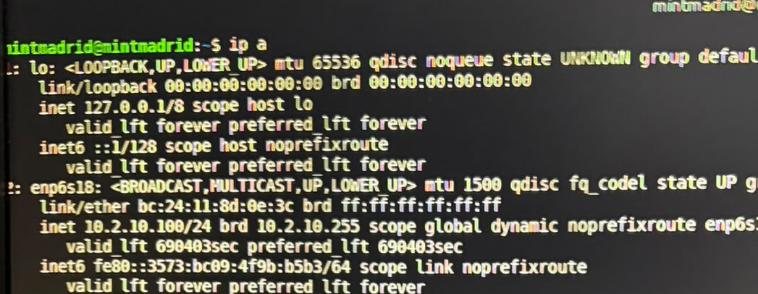 mintmadrid@
mintmadrid@mintmadrid:~$ ip a
1: lo: <LOOPBACK,UP,LOWER_UP> mtu 65536 qdisc noqueue state UNKNOWN group defaul
link/loopback 00:00:00:00:00:00 brd 00:00:00:00:00:00
inet 127.0.0.1/8 scope host lo
valid_lft forever preferred_lft forever
inet6 ::1/128 scope host noprefixroute
valid_lft forever preferred_lft forever
2: enp6s18: <BROADCAST,MULTICAST,UP,LOWER_UP> mtu 1500 qdisc fq_codel state UP g
link/ether bc:24:11:8d:0e:3c brd ff:ff:ff:ff:ff:ff
inet 10.2.10.100/24 brd 10.2.10.255 scope global dynamic noprefixroute enp6s1
valid_lft 690403sec preferred_lft 690403sec
inet6 fe80::3573:bc09:4f9b:b5b3/64 scope link noprefixroute
valid_lft forever preferred_lft forever